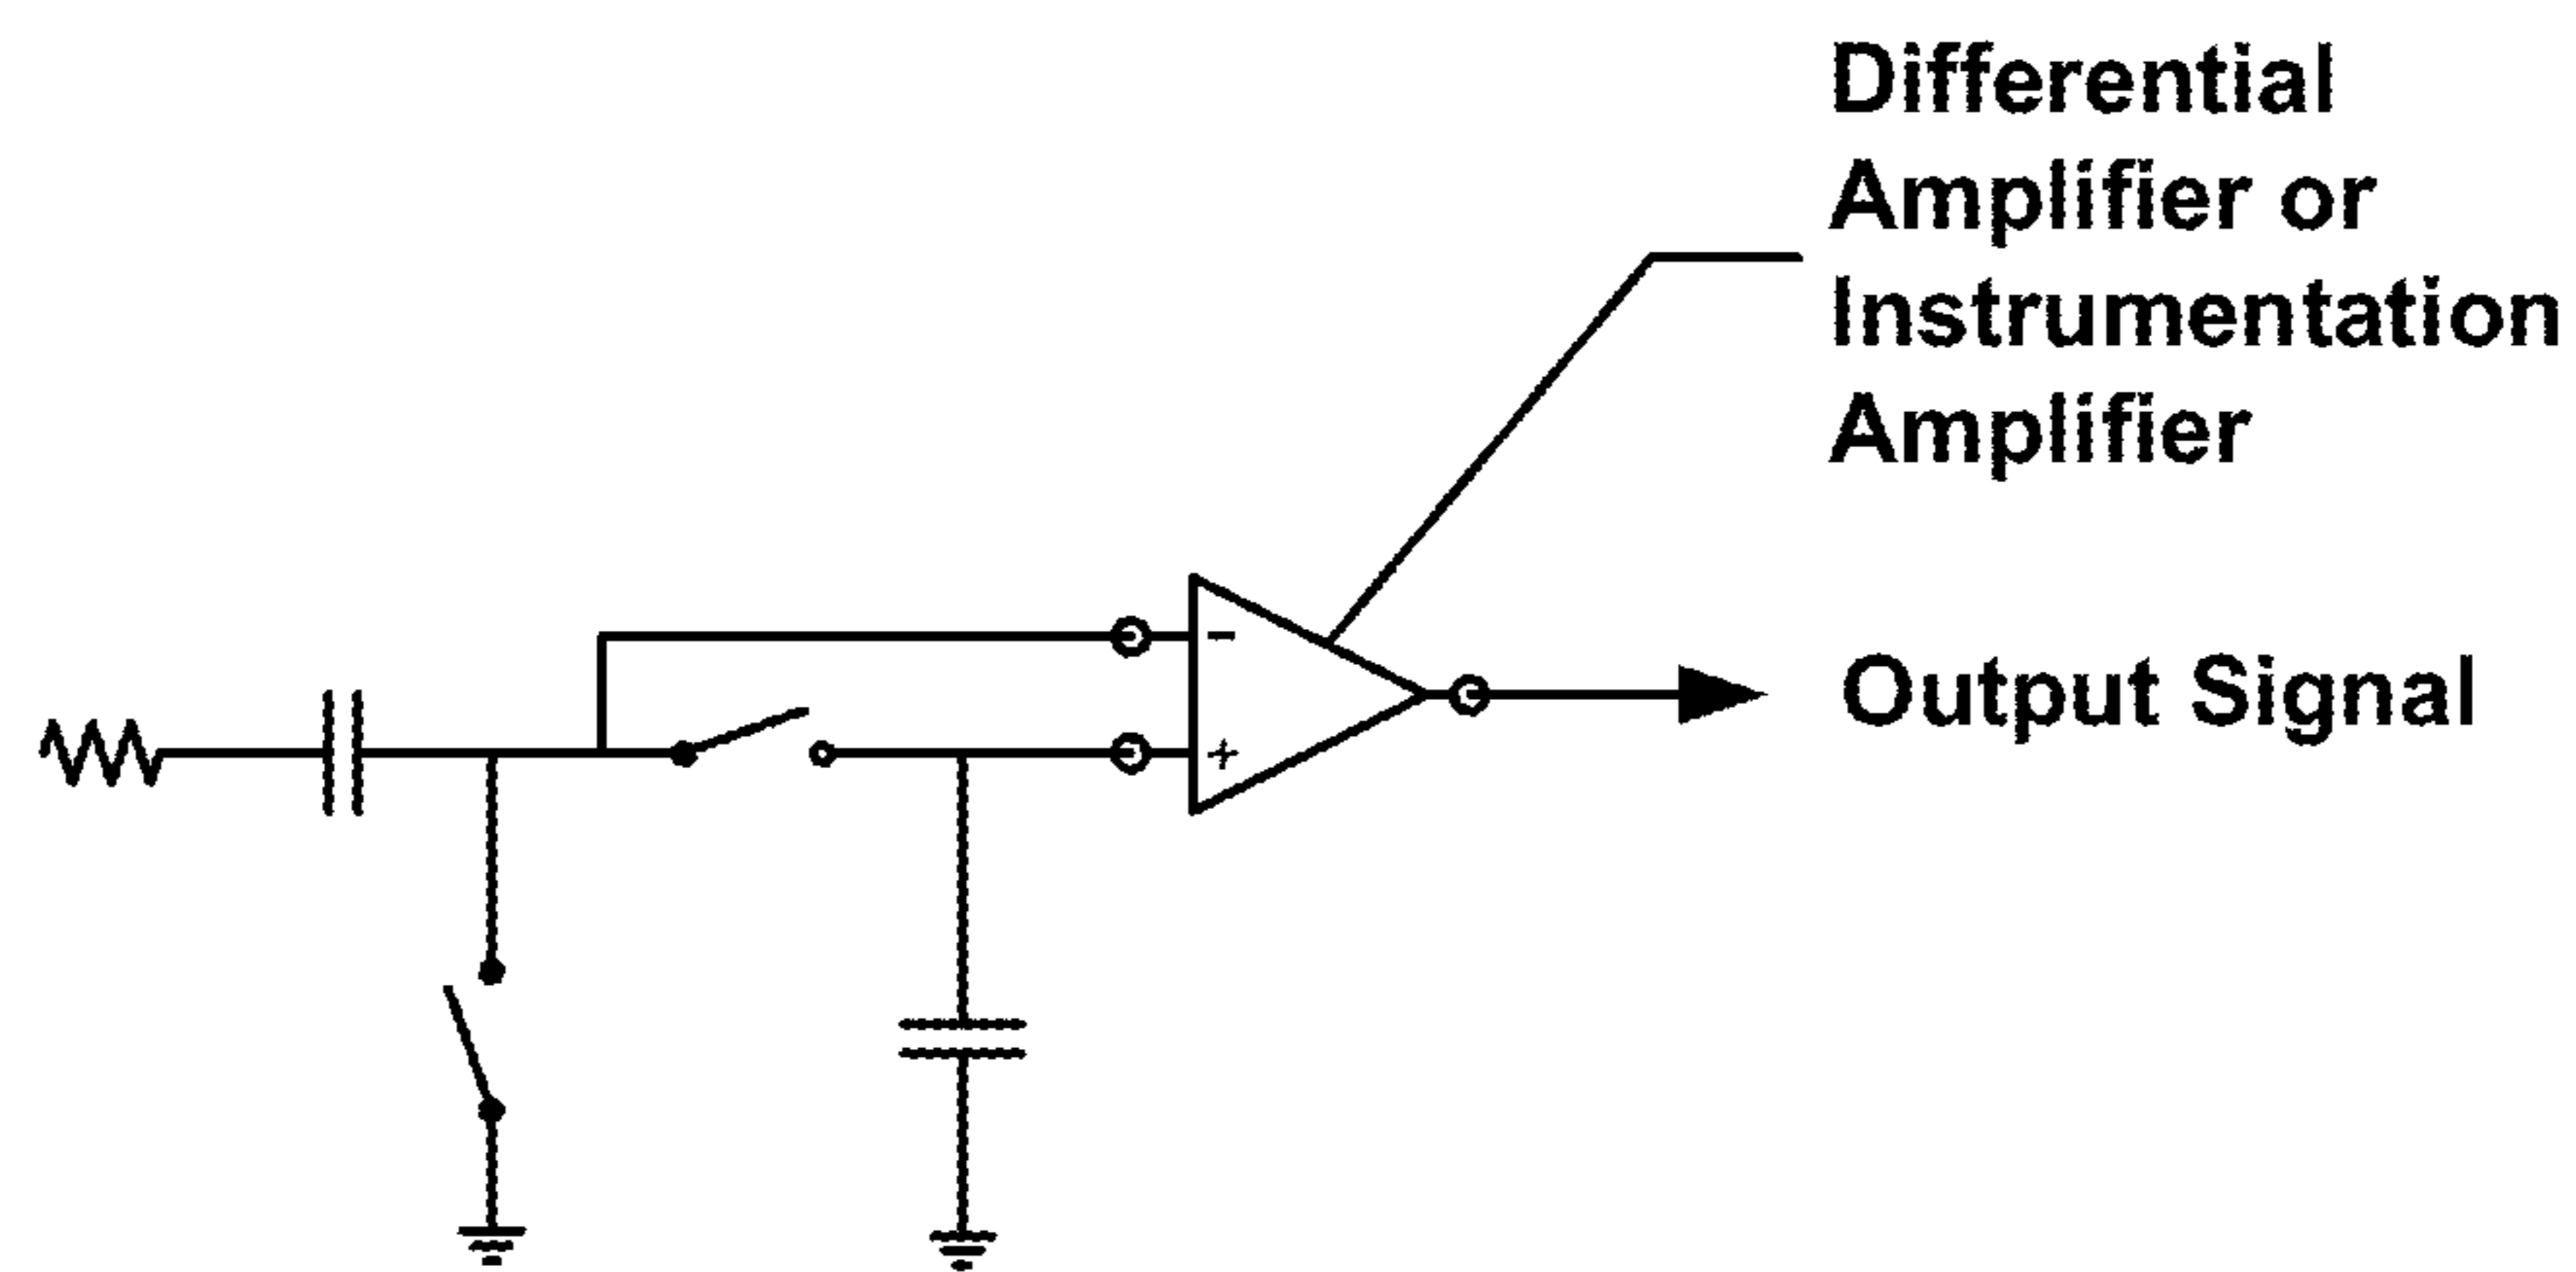 Differential
Amplifier or
Instrumentation
Amplifier
-
+
Output Signal